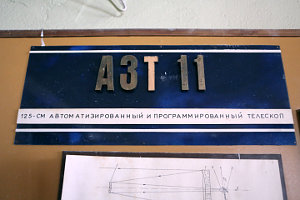 АЗТ 11
125-СМ АВТОМАТИЗИРОВАННЫЙ И ПРОГРАММИРОВАННЫЙ ТЕЛЕСКОП